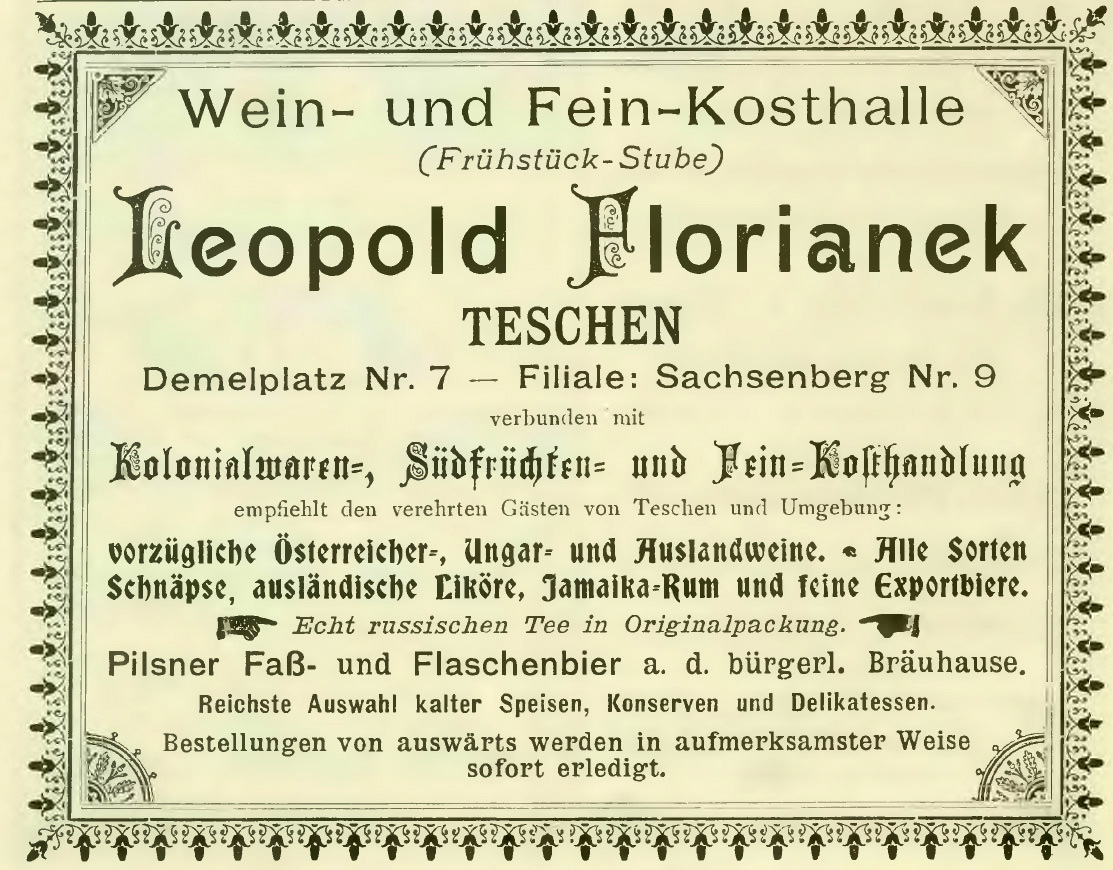 Wein- und Fein-Kosthalle
(Frühstück-Stube)
Leopold Florianek
TESCHEN
Demelplatz Nr. 7 — Filiale: Sachsenberg Nr. 9
verbunden mit
Kolonialwaren-, Südfrüchten- und Fein-Kosthandlung
empfiehlt den verehrten Gästen von Teschen und Umgebung:
vorzügliche Österreicher-, Ungar- und Auslandweine. • Alle Sorten
Schnäpse, ausländische Liköre, Jamaika-Rum und feine Exportbiere.
Echt russischen Tee in Originalpackung.
Pilsner Faß- und Flaschenbier a. d. bürgerl. Bräuhause.
Reichste Auswahl kalter Speisen, Konserven und Delikatessen.
Bestellungen von auswärts werden in aufmerksamster Weise
sofort erledigt.